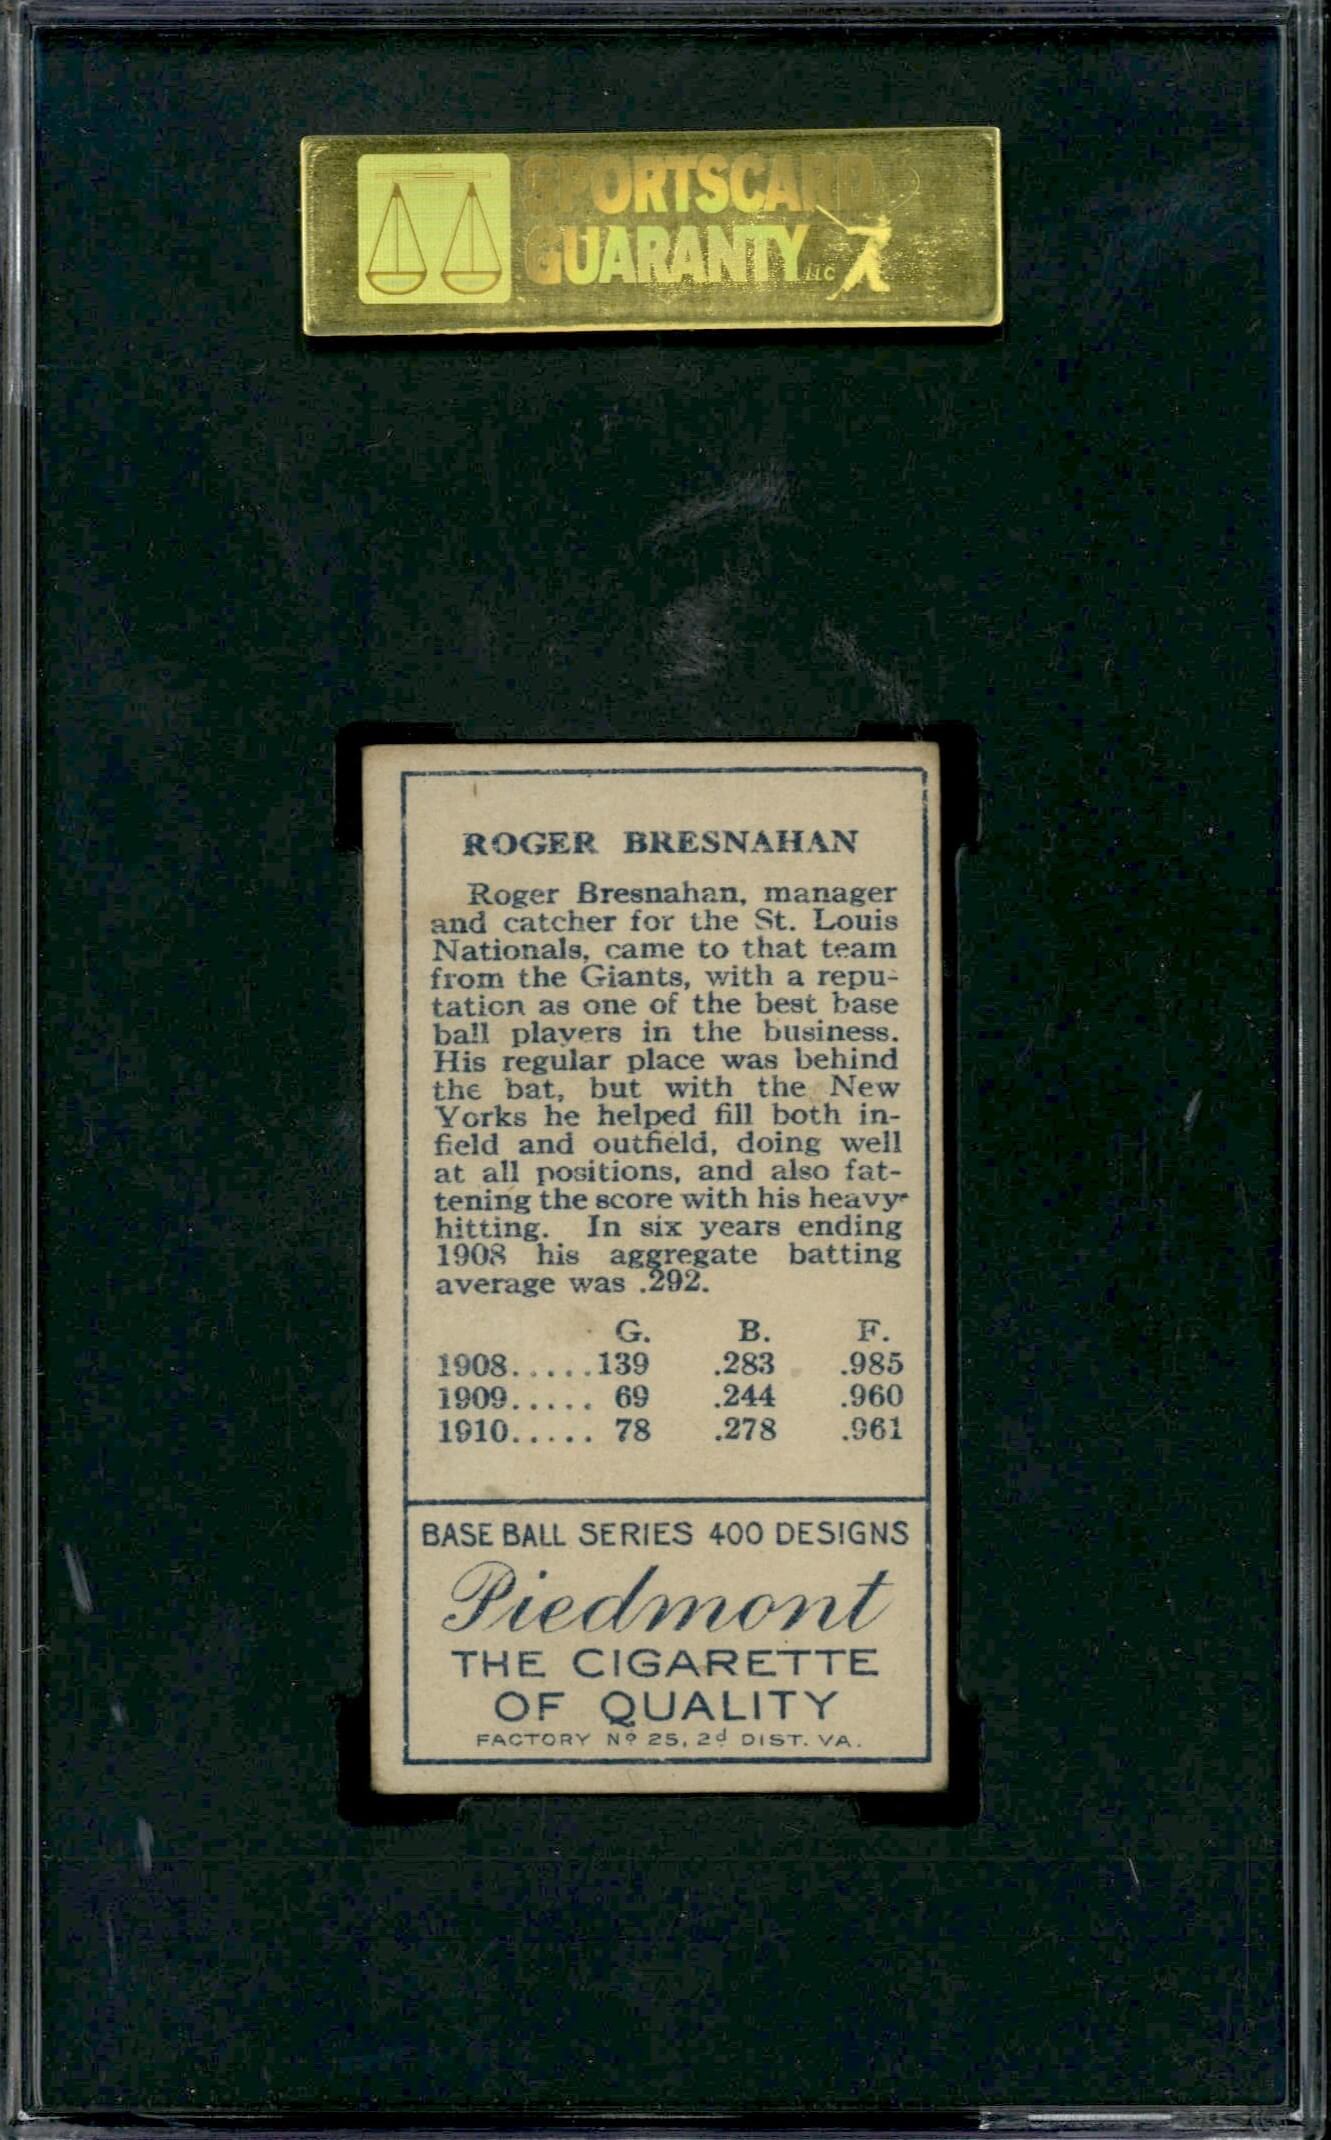 SPORTSCARD
GUARANTY LLC
ROGER BRESNAHAN
Roger Bresnahan, manager
and catcher for the St. Louis
Nationals, came to that team
from the Giants, with a repu-
tation as one of the best base
ball players in the business.
His regular place was behind
the bat, but with the New
Yorks he helped fill both in-
field and outfield, doing well
at all positions, and also fat-
tening the score with his heavy
hitting. In six years ending
1908 his aggregate batting
average was .292.
G. B. F.
1908.....139 .283 .985
1909..... 69 .244 .960
1910..... 78 .278 .961
BASE BALL SERIES 400 DESIGNS
Piedmont
THE CIGARETTE
OF QUALITY
FACTORY No 25, 2d DIST. VA.